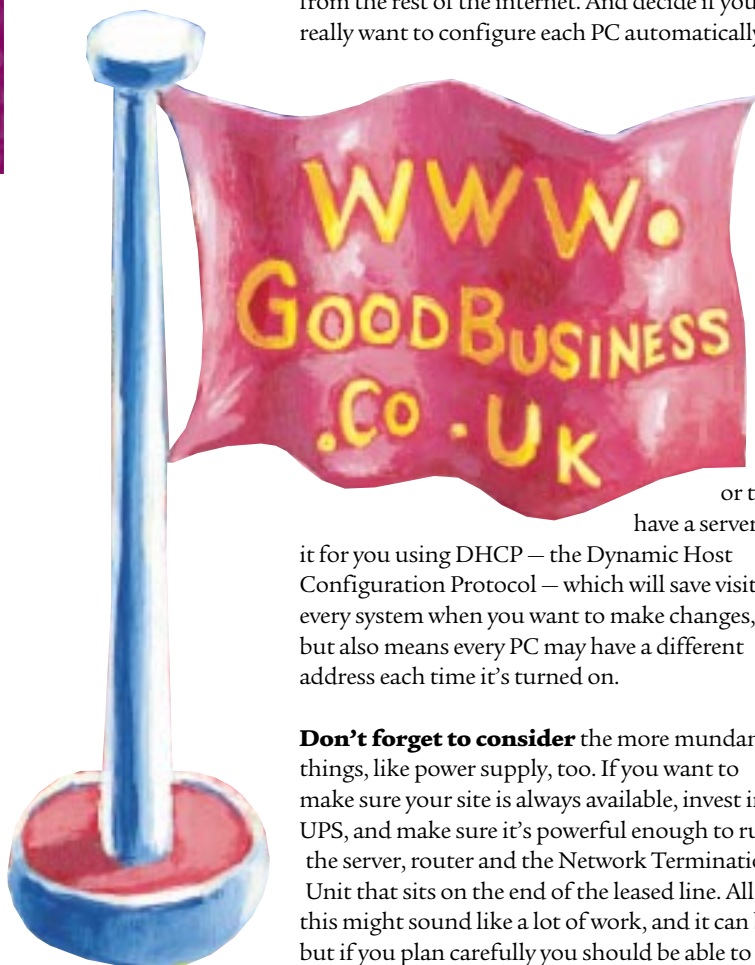 from the rest of the internet. And decide if you
really want to configure each PC automatically
WWW.
GOODBUSINESS
.CO.UK
or t
have a server
it for you using DHCP — the Dynamic Host
Configuration Protocol — which will save visit
every system when you want to make changes,
but also means every PC may have a different
address each time it's turned on.
Don't forget to consider the more mundan
things, like power supply, too. If you want to
make sure your site is always available, invest i
UPS, and make sure it's powerful enough to ru
the server, router and the Network Terminatio
Unit that sits on the end of the leased line. All
this might sound like a lot of work, and it can
but if you plan carefully you should be able to